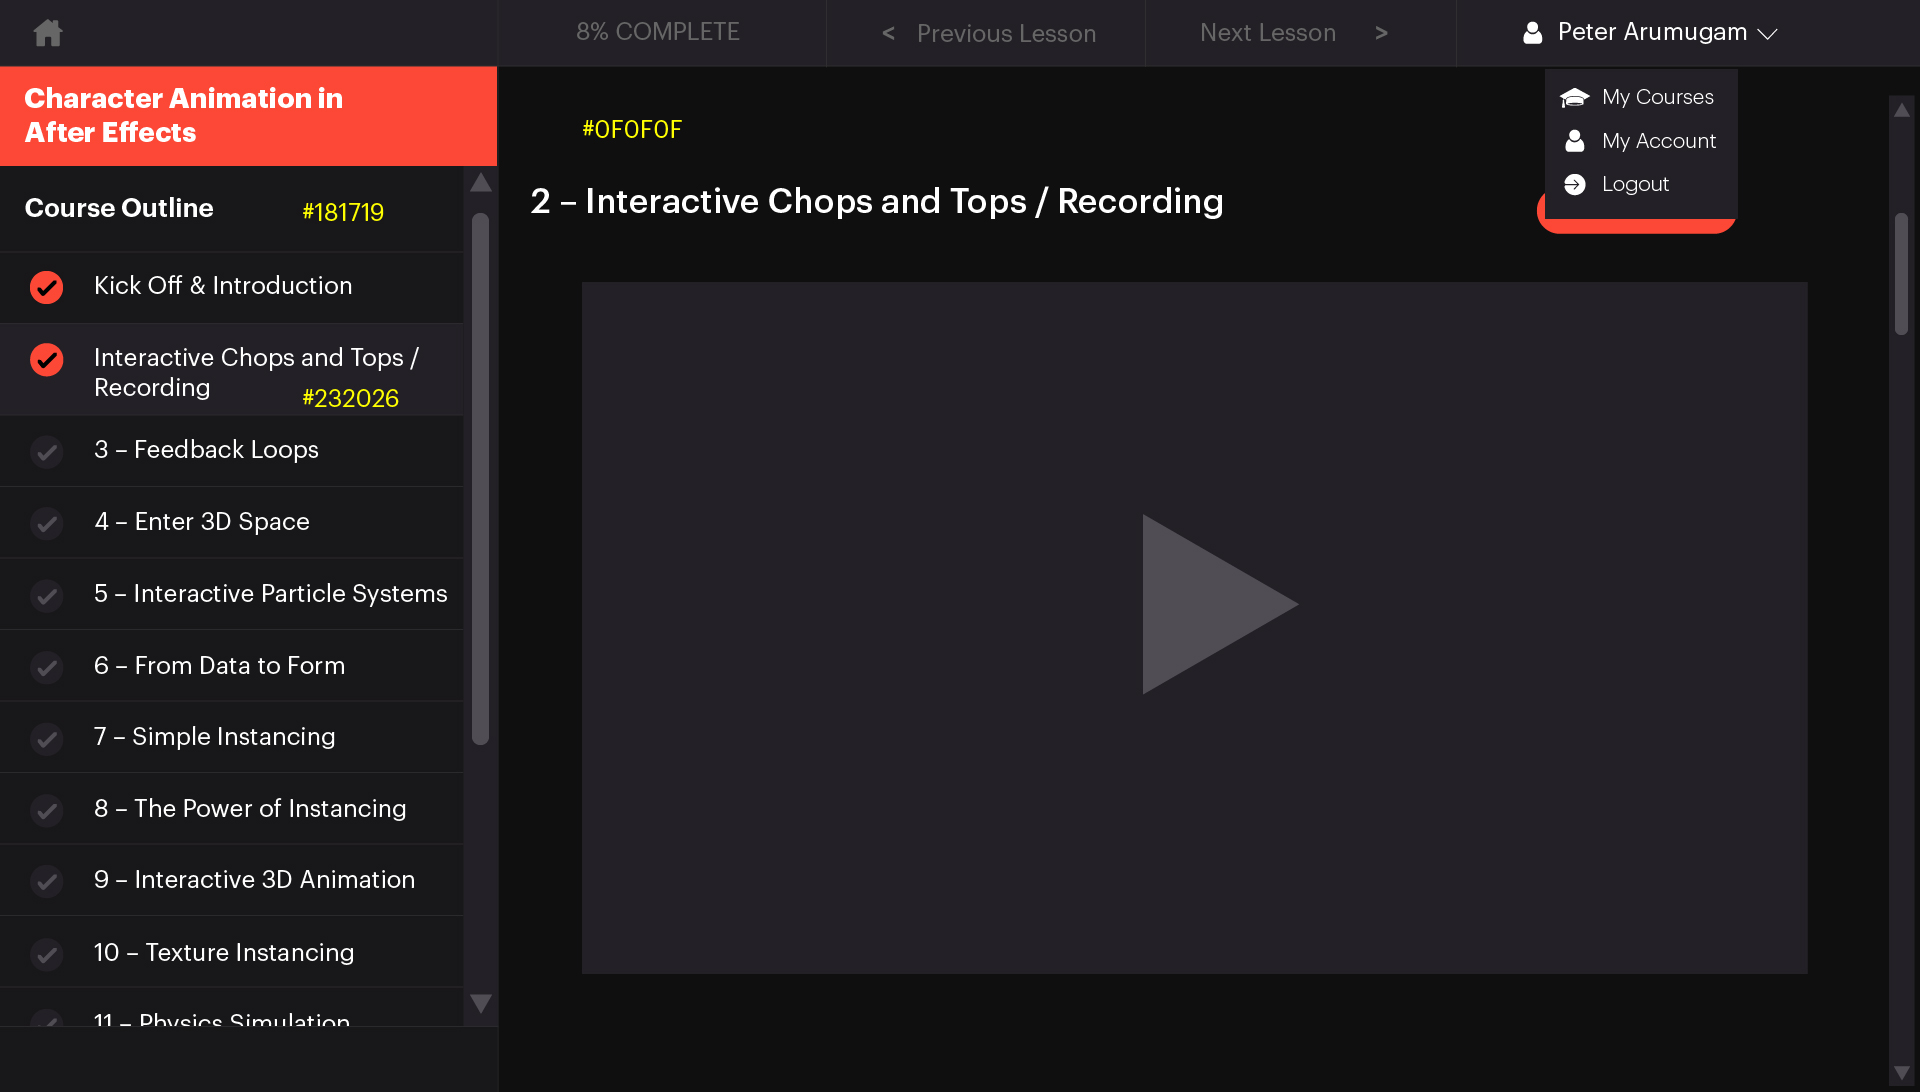 8% COMPLETE
< Previous Lesson
Next Lesson >
Peter Arumugam
My Courses
My Account
Logout
Character Animation in
After Effects
Course Outline
#181719
Kick Off & Introduction
Interactive Chops and Tops /
Recording
#232026
3 – Feedback Loops
4 – Enter 3D Space
5 – Interactive Particle Systems
6 – From Data to Form
7 – Simple Instancing
8 – The Power of Instancing
9 – Interactive 3D Animation
10 – Texture Instancing
11 – Physics Simulation
#0F0F0F
2 – Interactive Chops and Tops / Recording